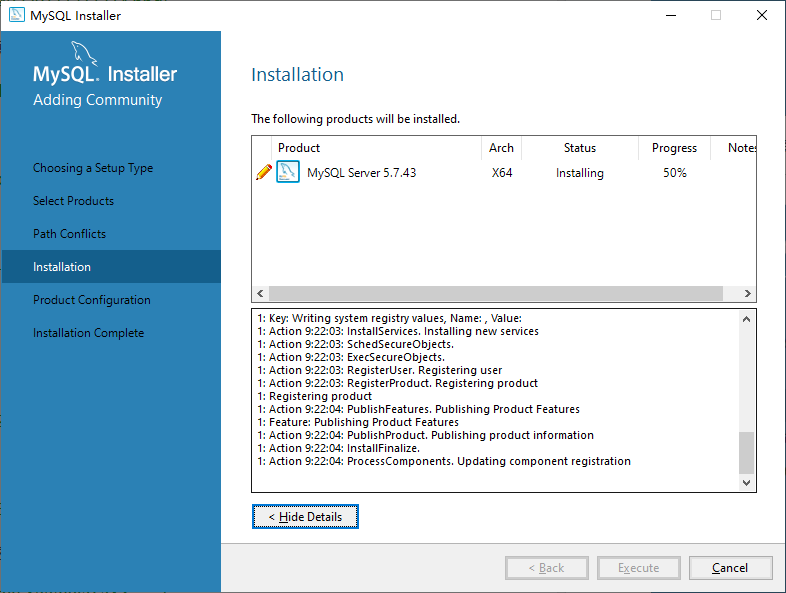 MySQL Installer
MySQL. Installer
Adding Community
Choosing a Setup Type
Select Products
Path Conflicts
Installation
Product Configuration
Installation Complete
Installation
The following products will be installed.
Product Arch Status Progress Notes
MySQL Server 5.7.43 X64 Installing 50%
1: Key: Writing system registry values, Name: , Value:
1: Action 9:22:03: InstallServices. Installing new services
1: Action 9:22:03: SchedSecureObjects.
1: Action 9:22:03: ExecSecureObjects.
1: Action 9:22:03: RegisterUser. Registering user
1: Action 9:22:03: RegisterProduct. Registering product
1: Registering product
1: Action 9:22:04: PublishFeatures. Publishing Product Features
1: Feature: Publishing Product Features
1: Action 9:22:04: PublishProduct. Publishing product information
1: Action 9:22:04: InstallFinalize.
1: Action 9:22:04: ProcessComponents. Updating component registration
< Hide Details
< Back Execute Cancel